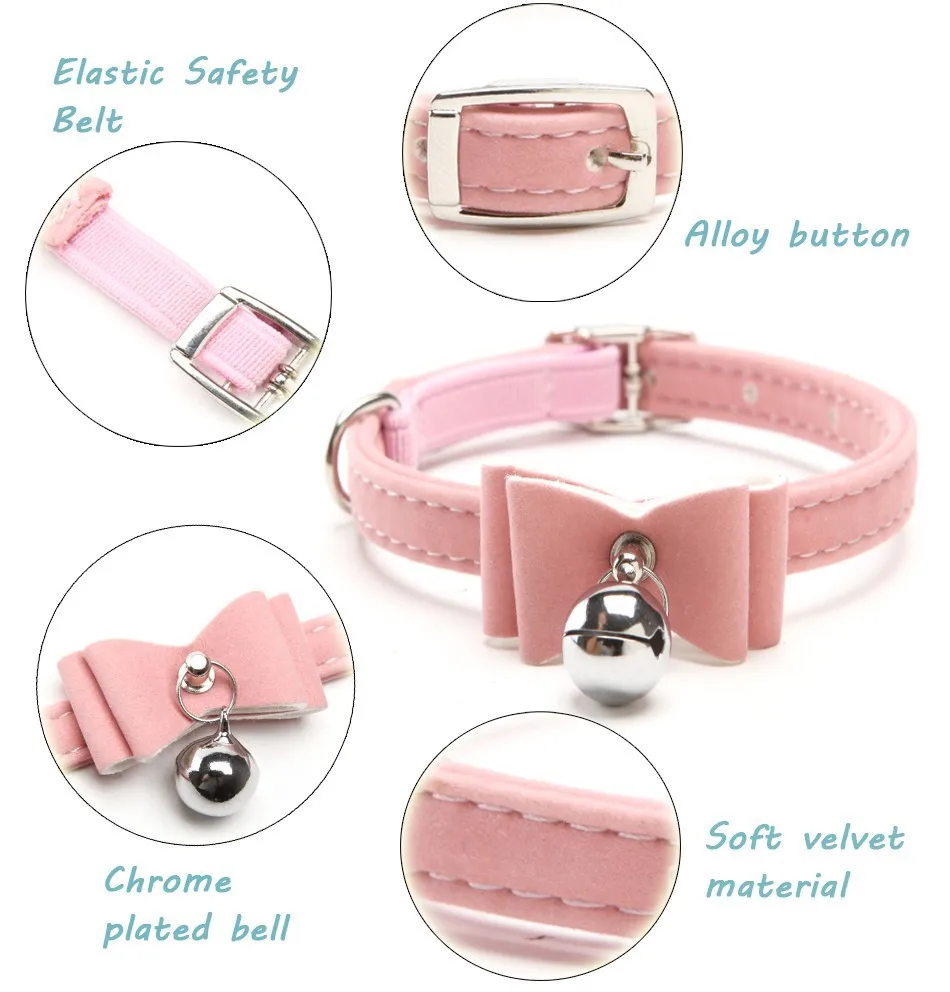 Elastic Safety
Belt
Alloy button
Chrome
plated bell
Soft velvet
material